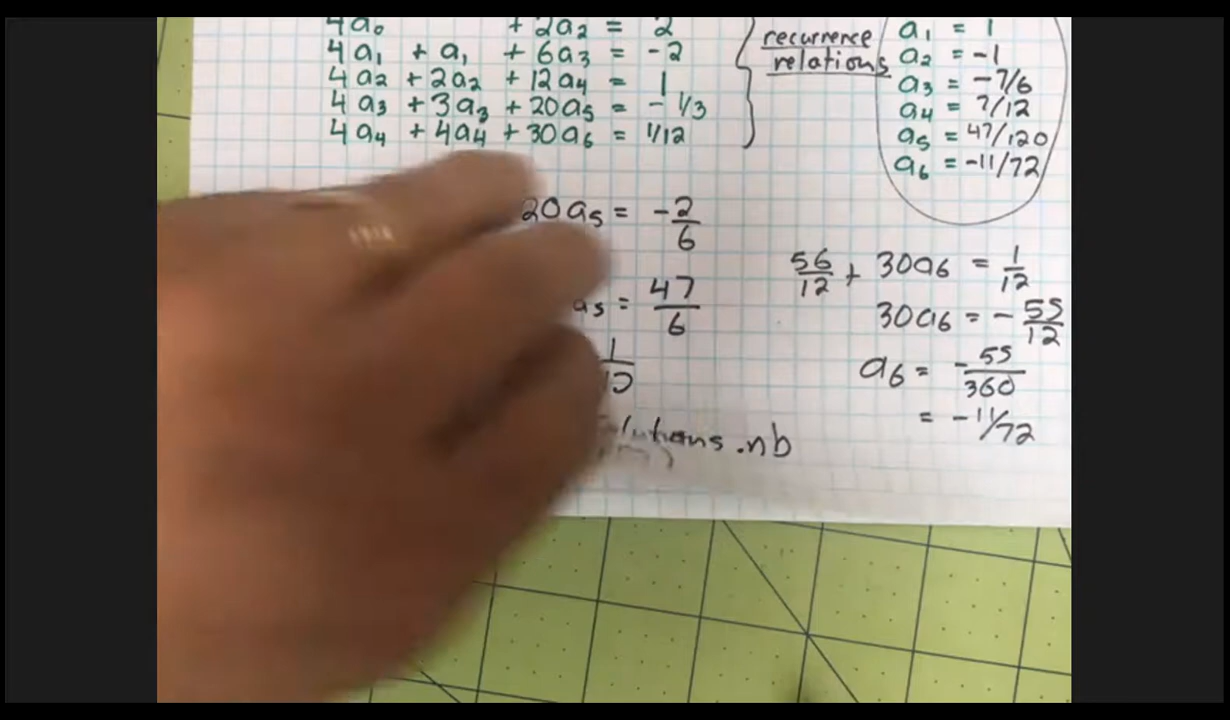 4a₀ + 2a₂ = 2
4a₁ + a₁ + 6a₃ = -2
4a₂ + 2a₂ + 12a₄ = 1
4a₃ + 3a₃ + 20a₅ = - 1/3
4a₄ + 4a₄ + 30a₆ = 1/12
recurrence
relations
a₁ = 1
a₂ = -1
a₃ = -7/6
a₄ = 7/12
a₅ = 47/120
a₆ = -11/72
20a₅ = -2/6
a₅ = 47/6
56/12 + 30a₆ = 1/12
30a₆ = - 55/12
a₆ = -55/360
= -11/72
.nb